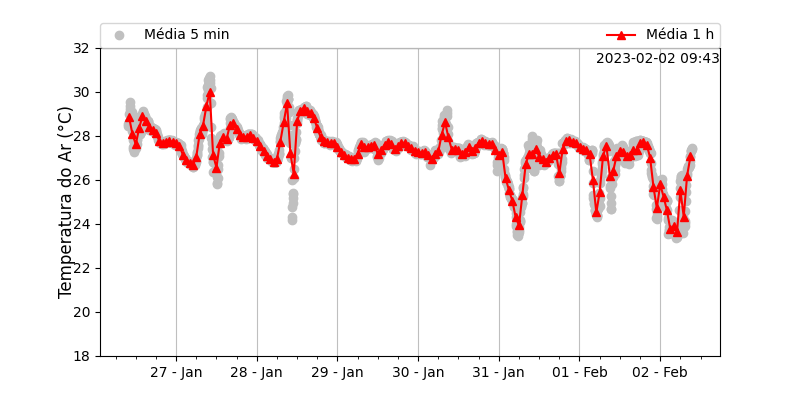 Média 5 min
Média 1 h
2023-02-02 09:43
Temperatura do Ar (°C)
32
30
28
26
24
22
20
18
27 - Jan
28 - Jan
29 - Jan
30 - Jan
31 - Jan
01 - Feb
02 - Feb